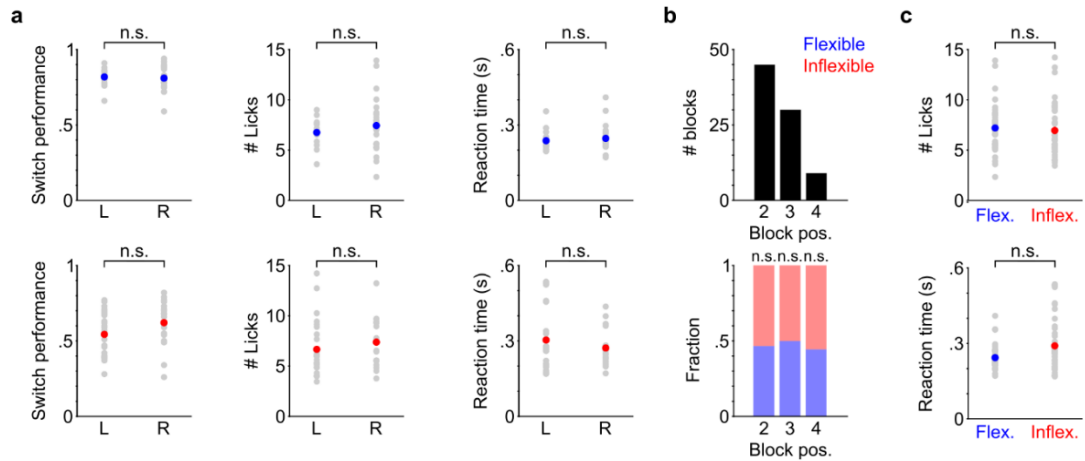 a
n.s.
Switch performance
1
.5
0
L R
n.s.
# Licks
15
10
5
0
L R
n.s.
Reaction time (s)
.6
.3
0
L R
b
Flexible
Inflexible
# blocks
50
25
0
2 3 4
Block pos.
c
n.s.
# Licks
15
10
5
0
Flex. Inflex.
n.s.
Switch performance
1
.5
0
L R
n.s.
# Licks
15
10
5
0
L R
n.s.
Reaction time (s)
.6
.3
0
L R
n.s. n.s. n.s.
Fraction
1
.5
0
2 3 4
Block pos.
n.s.
Reaction time (s)
.6
.3
0
Flex. Inflex.